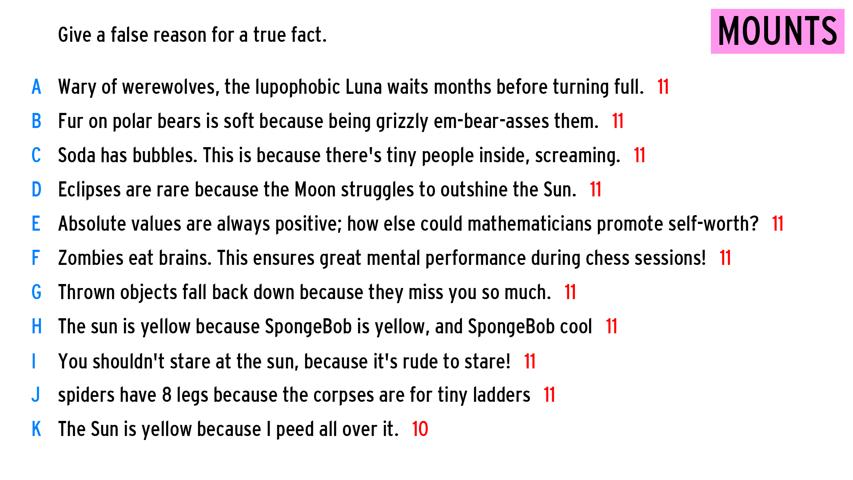 Give a false reason for a true fact.
MOUNTS
A Wary of werewolves, the lupophobic Luna waits months before turning full. 11
B Fur on polar bears is soft because being grizzly em-bear-asses them. 11
C Soda has bubbles. This is because there's tiny people inside, screaming. 11
D Eclipses are rare because the Moon struggles to outshine the Sun. 11
E Absolute values are always positive; how else could mathematicians promote self-worth? 11
F Zombies eat brains. This ensures great mental performance during chess sessions! 11
G Thrown objects fall back down because they miss you so much. 11
H The sun is yellow because SpongeBob is yellow, and SpongeBob cool 11
I You shouldn't stare at the sun, because it's rude to stare! 11
J spiders have 8 legs because the corpses are for tiny ladders 11
K The Sun is yellow because I peed all over it. 10